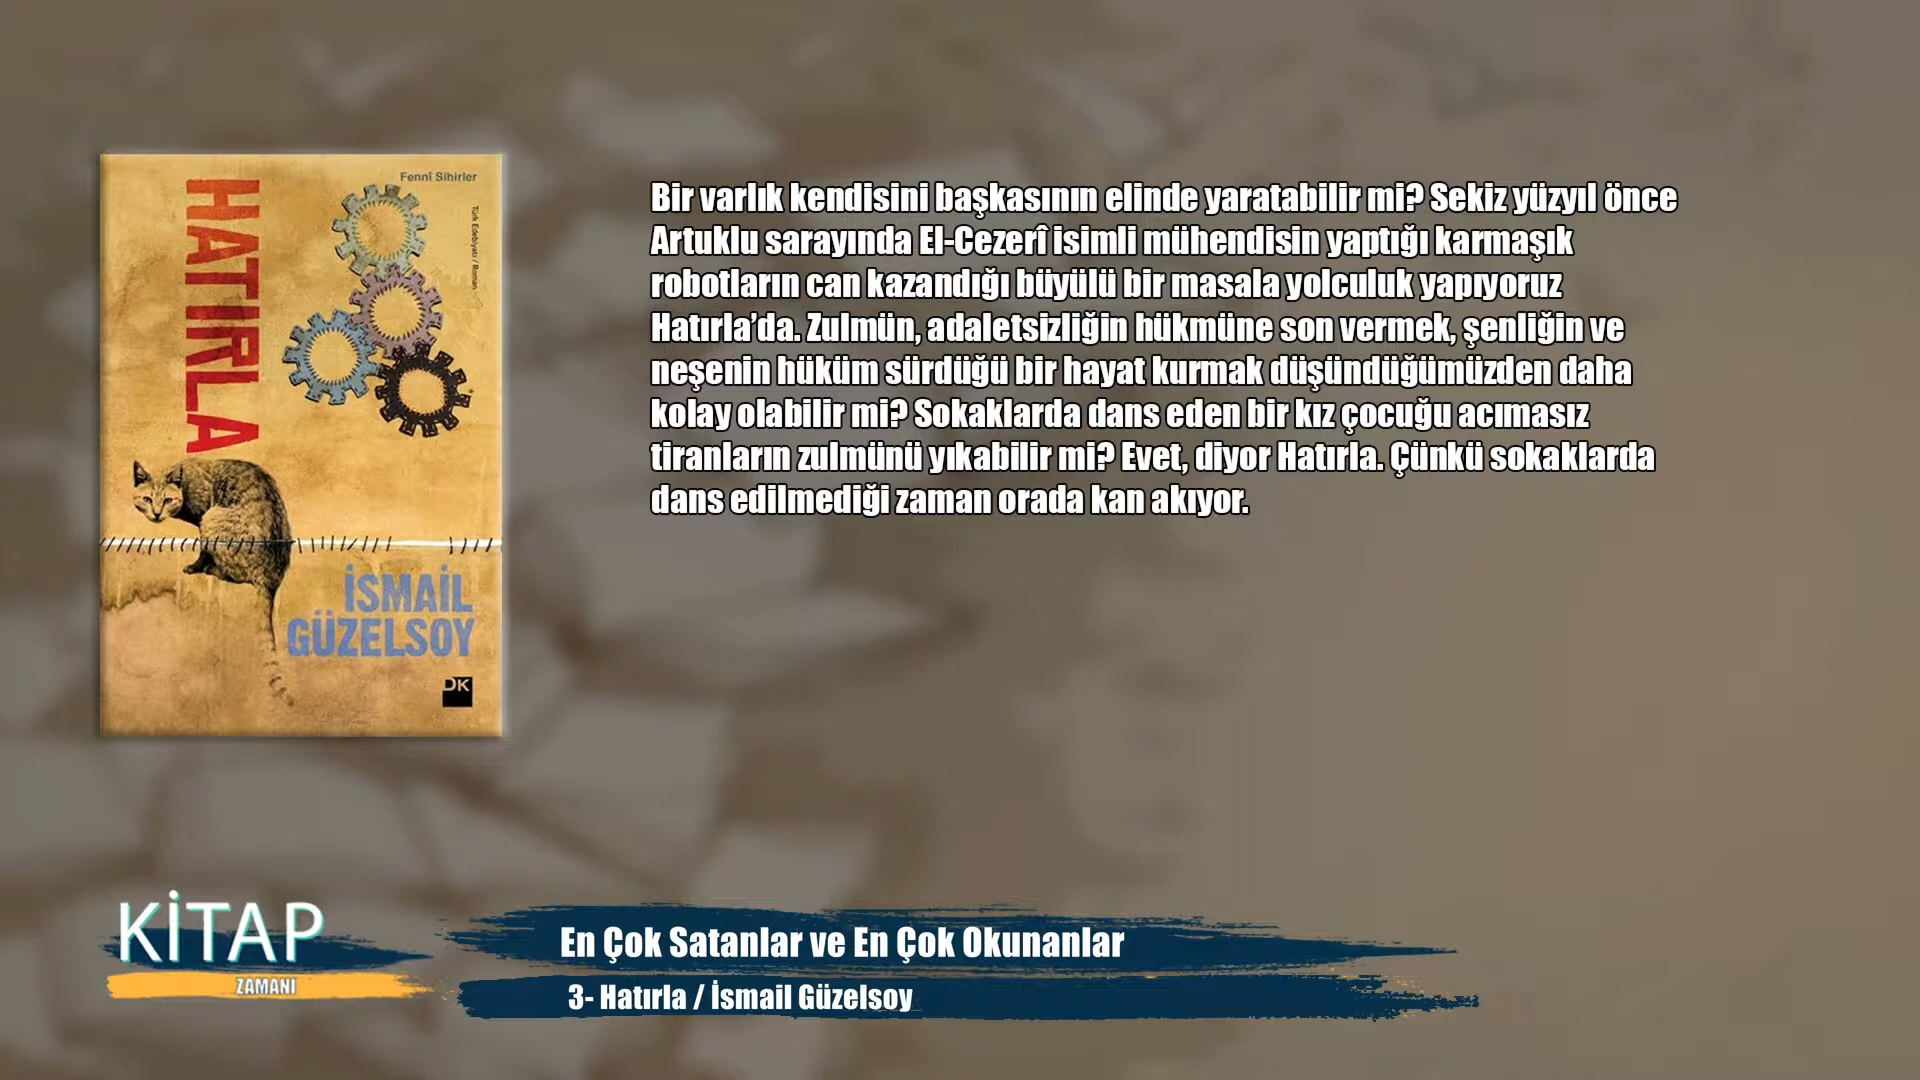 Fennî Sihirler
HATIRLA
Türk Edebiyatı / Roman
İSMAİL
GÜZELSOY
DK
Bir varlık kendisini başkasının elinde yaratabilir mi? Sekiz yüzyıl önce
Artuklu sarayında El-Cezerî isimli mühendisin yaptığı karmaşık
robotların can kazandığı büyülü bir masala yolculuk yapıyoruz
Hatırla’da. Zulmün, adaletsizliğin hükmüne son vermek, şenliğin ve
neşenin hüküm sürdüğü bir hayat kurmak düşündüğümüzden daha
kolay olabilir mi? Sokaklarda dans eden bir kız çocuğu acımasız
tiranların zulmünü yıkabilir mi? Evet, diyor Hatırla. Çünkü sokaklarda
dans edilmediği zaman orada kan akıyor.
KİTAP
ZAMANI
En Çok Satanlar ve En Çok Okunanlar
3- Hatırla / İsmail Güzelsoy